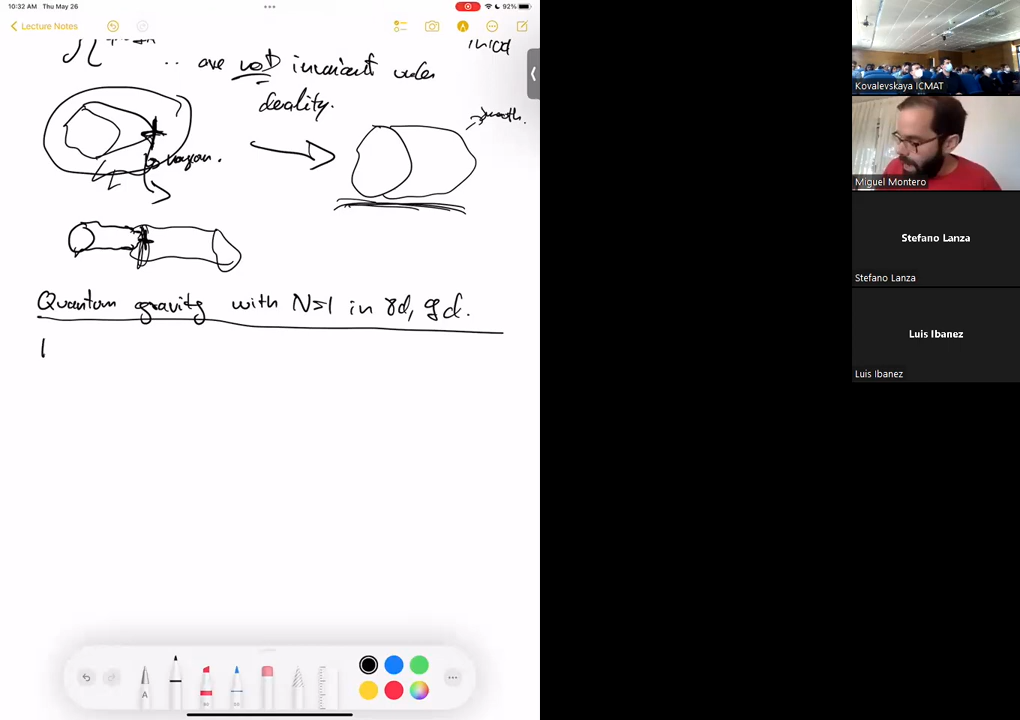 10:32 AM Thu May 26
92%
Lecture Notes
.. are not invariant under
duality.
Quantum gravity with N≥1 in 8d, 9d.
A
Kovalevskaya ICMAT
Miguel Montero
Stefano Lanza
Stefano Lanza
Luis Ibanez
Luis Ibanez